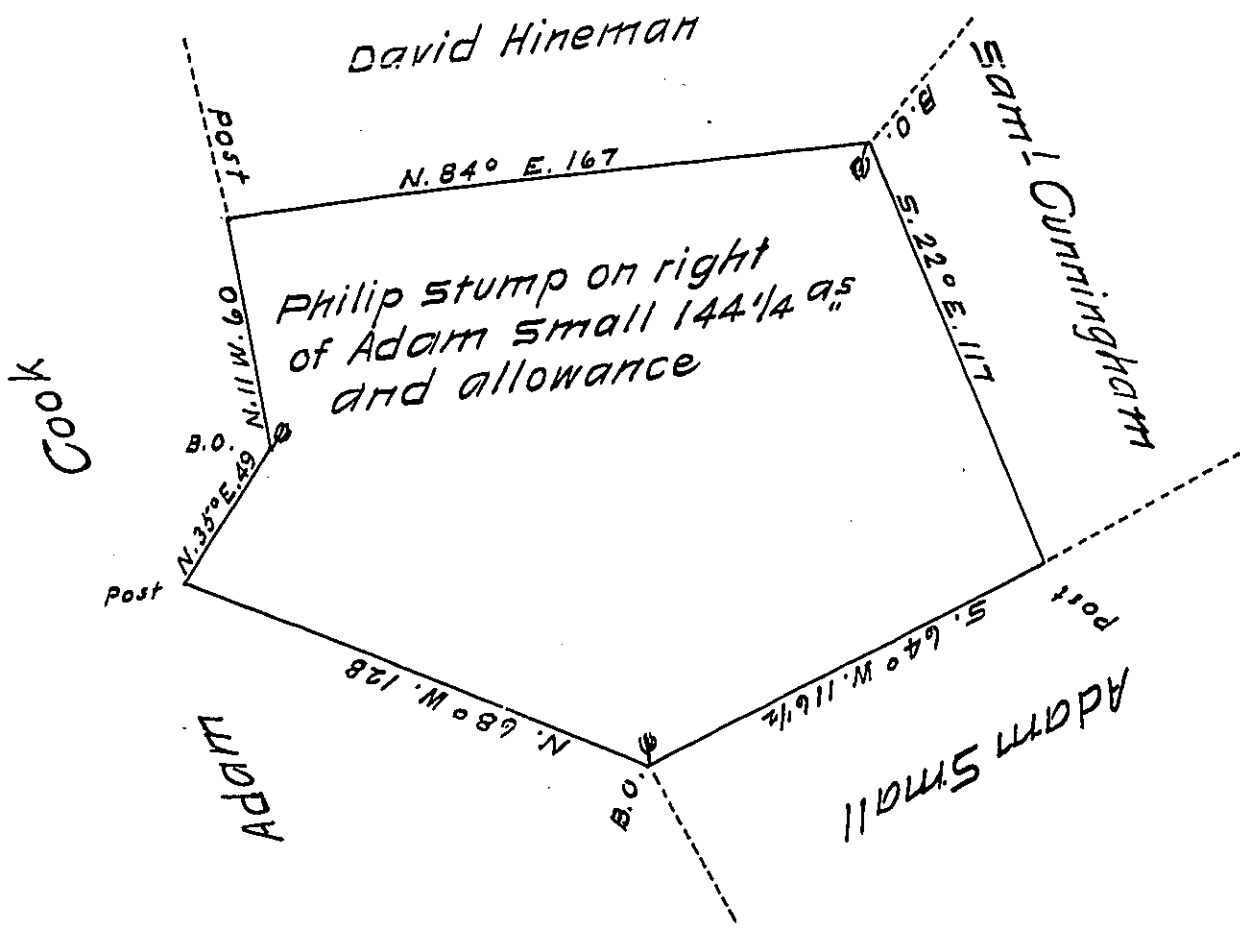 David Hineman
Post
N. 84° E. 167
B.O.
Sam'l Cunningham
S. 22° E. 117
Philip Stump on right
of Adam Small 144 1/4 as
and allowance
N. 11 W. 60
Cook
B.O.
N. 35° E. 49
Post
N. 68° W. 128
Adam
B.O.
S. 64° W. 116 1/2
Post
Adam Small